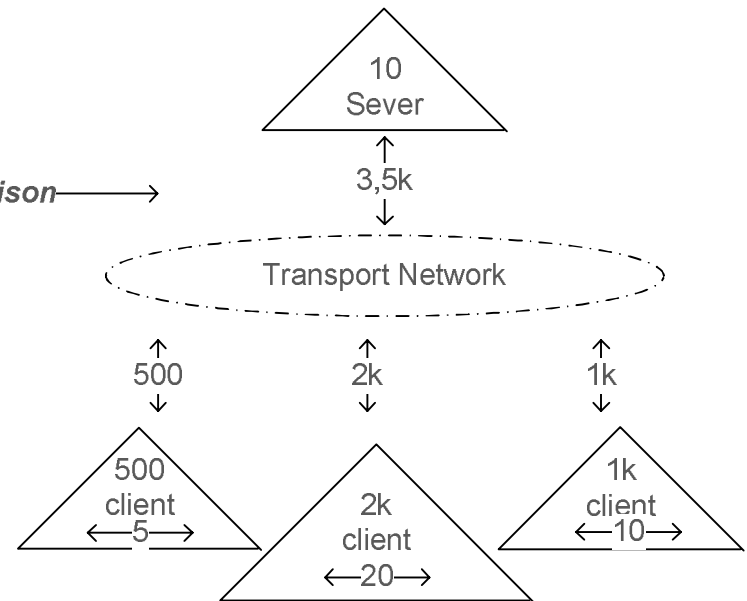 10
Sever
3,5k
ison
Transport Network
500
2k
1k
500
client
5
2k
client
20
1k
client
10